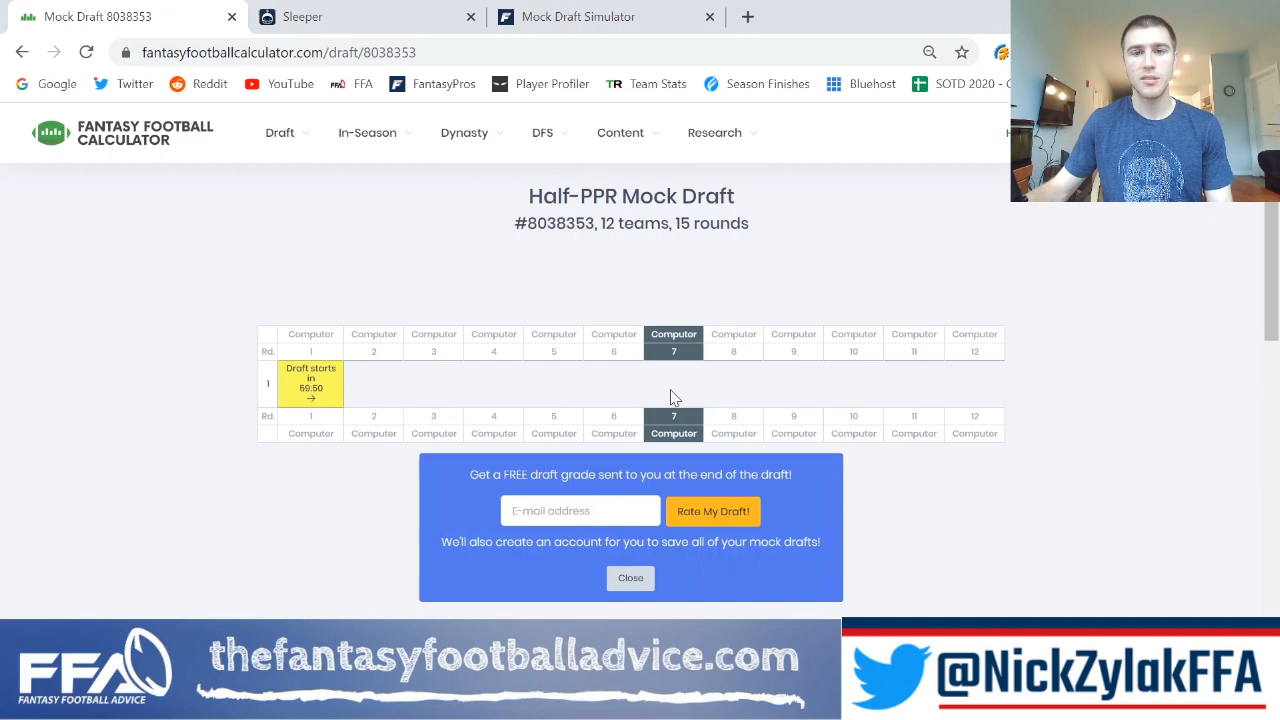 Mock Draft 8038353
Sleeper
Mock Draft Simulator
fantasyfootballcalculator.com/draft/8038353
Google Twitter Reddit YouTube FFA FantasyPros Player Profiler TR Team Stats Season Finishes Bluehost SOTD 2020 - C
FANTASY FOOTBALL
CALCULATOR
Draft In-Season Dynasty DFS Content Research
Half-PPR Mock Draft
#8038353, 12 teams, 15 rounds
Computer Computer Computer Computer Computer Computer Computer Computer Computer Computer Computer Computer
Rd. 1 2 3 4 5 6 7 8 9 10 11 12
1 Draft starts
in
59:50
→
Rd. 1 2 3 4 5 6 7 8 9 10 11 12
Computer Computer Computer Computer Computer Computer Computer Computer Computer Computer Computer Computer
Get a FREE draft grade sent to you at the end of the draft!
E-mail address Rate My Draft!
We'll also create an account for you to save all of your mock drafts!
Close
FFA
FANTASY FOOTBALL ADVICE
thefantasyfootballadvice.com
@NickZylakFFA